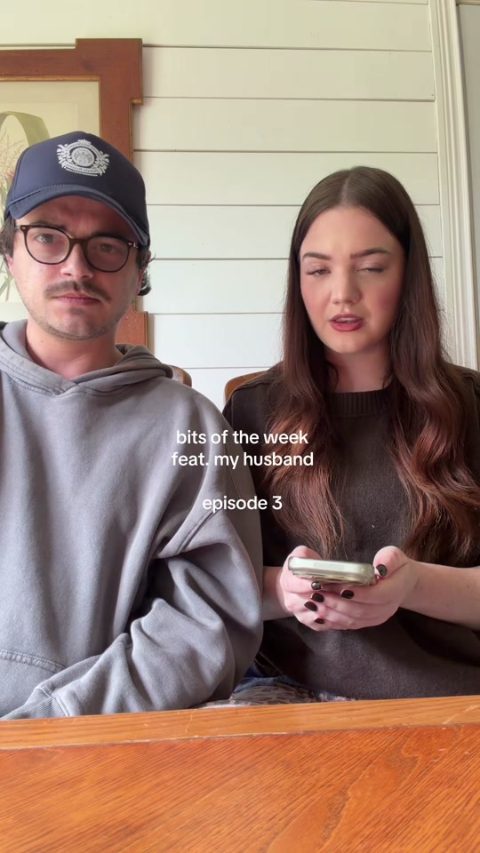 bits of the week
feat. my husband
episode 3